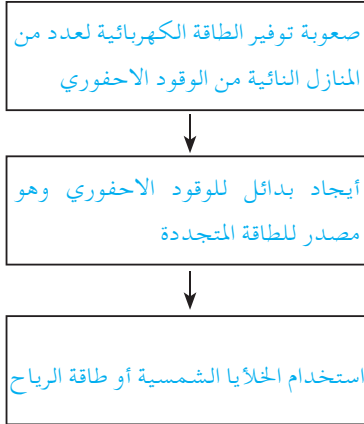 صعوبة توفير الطاقة الكهربائية لعدد من
المنازل النائية من الوقود الاحفوري
أيجاد بدائل للوقود الاحفوري وهو
مصدر للطاقة المتجددة
استخدام الخلأيا الشمسية أو طاقة الرياح